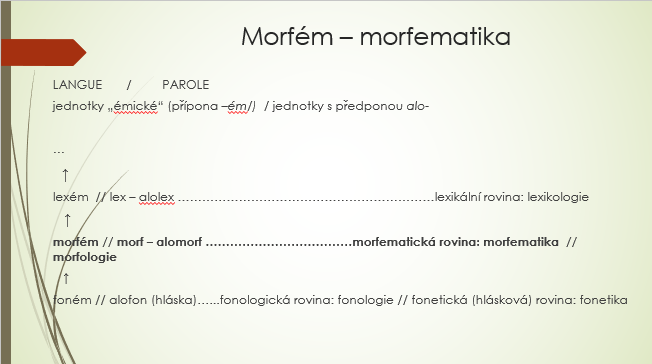 Morfém – morfematika
LANGUE / PAROLE
jednotky „émické“ (přípona –ém/) / jednotky s předponou alo-
...
↑
lexém // lex – alolex ……………………………………………………….lexikální rovina: lexikologie
↑
morfém // morf – alomorf ……………………………..morfematická rovina: morfematika //
morfologie
↑
foném // alofon (hláska)…...fonologická rovina: fonologie // fonetická (hlásková) rovina: fonetika